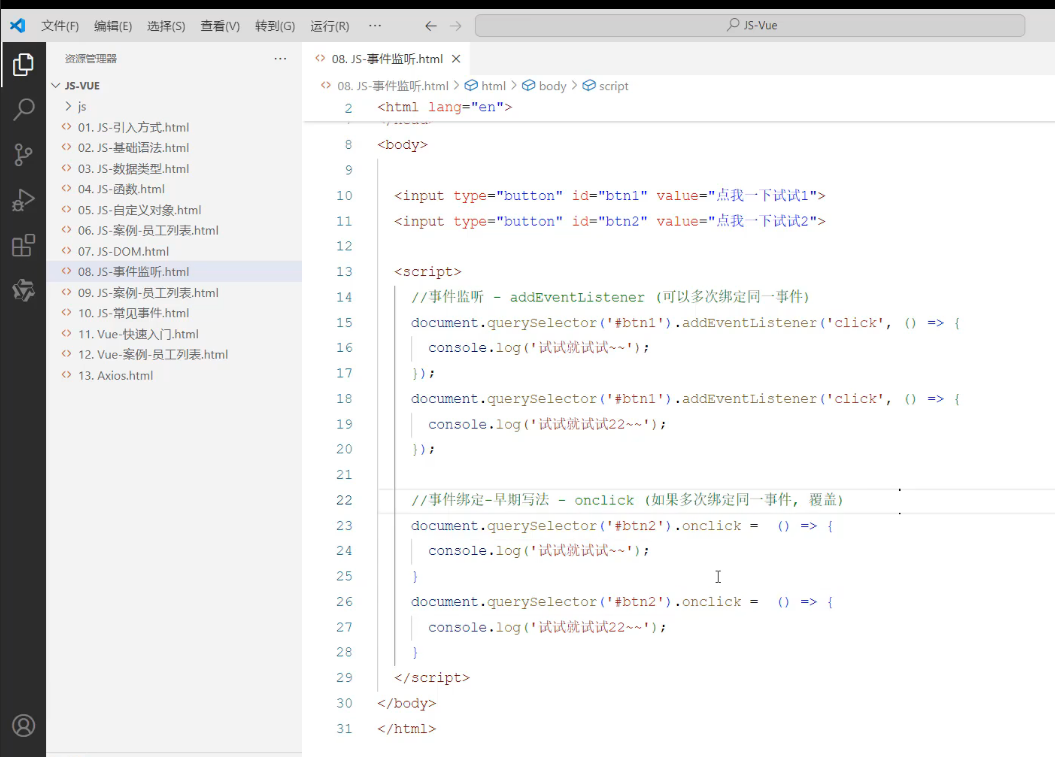 文件(F) 编辑(E) 选择(S) 查看(V) 转到(G) 运行(R) ··· ← → JS-Vue
资源管理器 ···
JS-VUE
js
01. JS-引入方式.html
02. JS-基础语法.html
03. JS-数据类型.html
04. JS-函数.html
05. JS-自定义对象.html
06. JS-案例-员工列表.html
07. JS-DOM.html
08. JS-事件监听.html
09. JS-案例-员工列表.html
10. JS-常见事件.html
11. Vue-快速入门.html
12. Vue-案例-员工列表.html
13. Axios.html
08. JS-事件监听.html ×
08. JS-事件监听.html > html > body > script
2 <html lang="en">
8 <body>
9
10 <input type="button" id="btn1" value="点我一下试试1">
11 <input type="button" id="btn2" value="点我一下试试2">
12
13 <script>
14 //事件监听 - addEventListener (可以多次绑定同一事件)
15 document.querySelector('#btn1').addEventListener('click', () => {
16 console.log('试试就试试~~');
17 });
18 document.querySelector('#btn1').addEventListener('click', () => {
19 console.log('试试就试试22~~');
20 });
21
22 //事件绑定-早期写法 - onclick (如果多次绑定同一事件, 覆盖)
23 document.querySelector('#btn2').onclick =  () => {
24 console.log('试试就试试~~');
25 }
26 document.querySelector('#btn2').onclick =  () => {
27 console.log('试试就试试22~~');
28 }
29 </script>
30 </body>
31 </html>